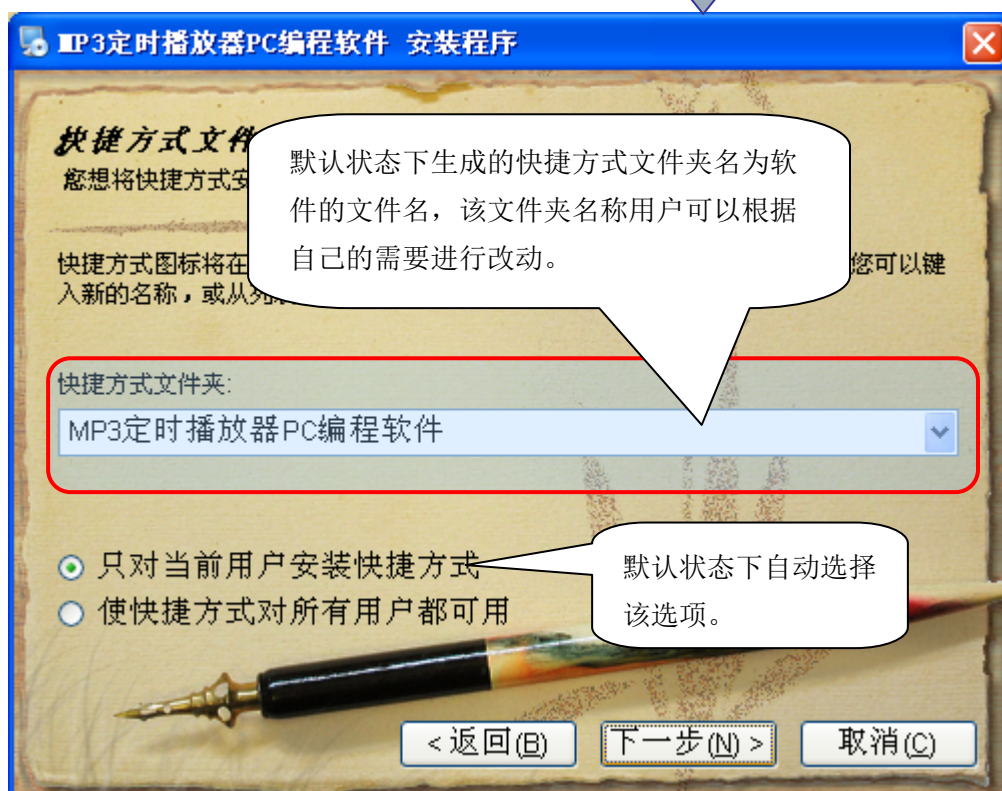 MP3定时播放器PC编程软件 安装程序
快捷方式文件
您想将快捷方式安
默认状态下生成的快捷方式文件夹名为软
件的文件名，该文件夹名称用户可以根据
自己的需要进行改动。
快捷方式图标将在
您可以键
入新的名称，或从列
快捷方式文件夹:
MP3定时播放器PC编程软件
只对当前用户安装快捷方式
使快捷方式对所有用户都可用
默认状态下自动选择
该选项。
<返回(B)
下一步(N) >
取消(C)